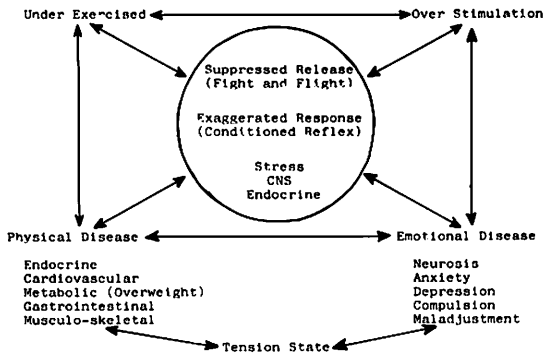 Under Exercised
Over Stimulation
Suppressed Release
(Fight and Flight)
Exaggerated Response
(Conditioned Reflex)
Stress
CNS
Endocrine
Physical Disease
Emotional Disease
Endocrine
Cardiovascular
Metabolic (Overweight)
Gastrointestinal
Musculo-skeletal
Neurosis
Anxiety
Depression
Compulsion
Maladjustment
Tension State